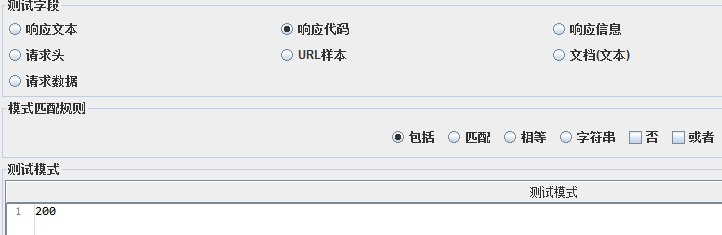 测试字段
响应文本 响应代码 响应信息
请求头 URL样本 文档(文本)
请求数据
模式匹配规则
包括 匹配 相等 字符串 否 或者
测试模式
测试模式
1 200